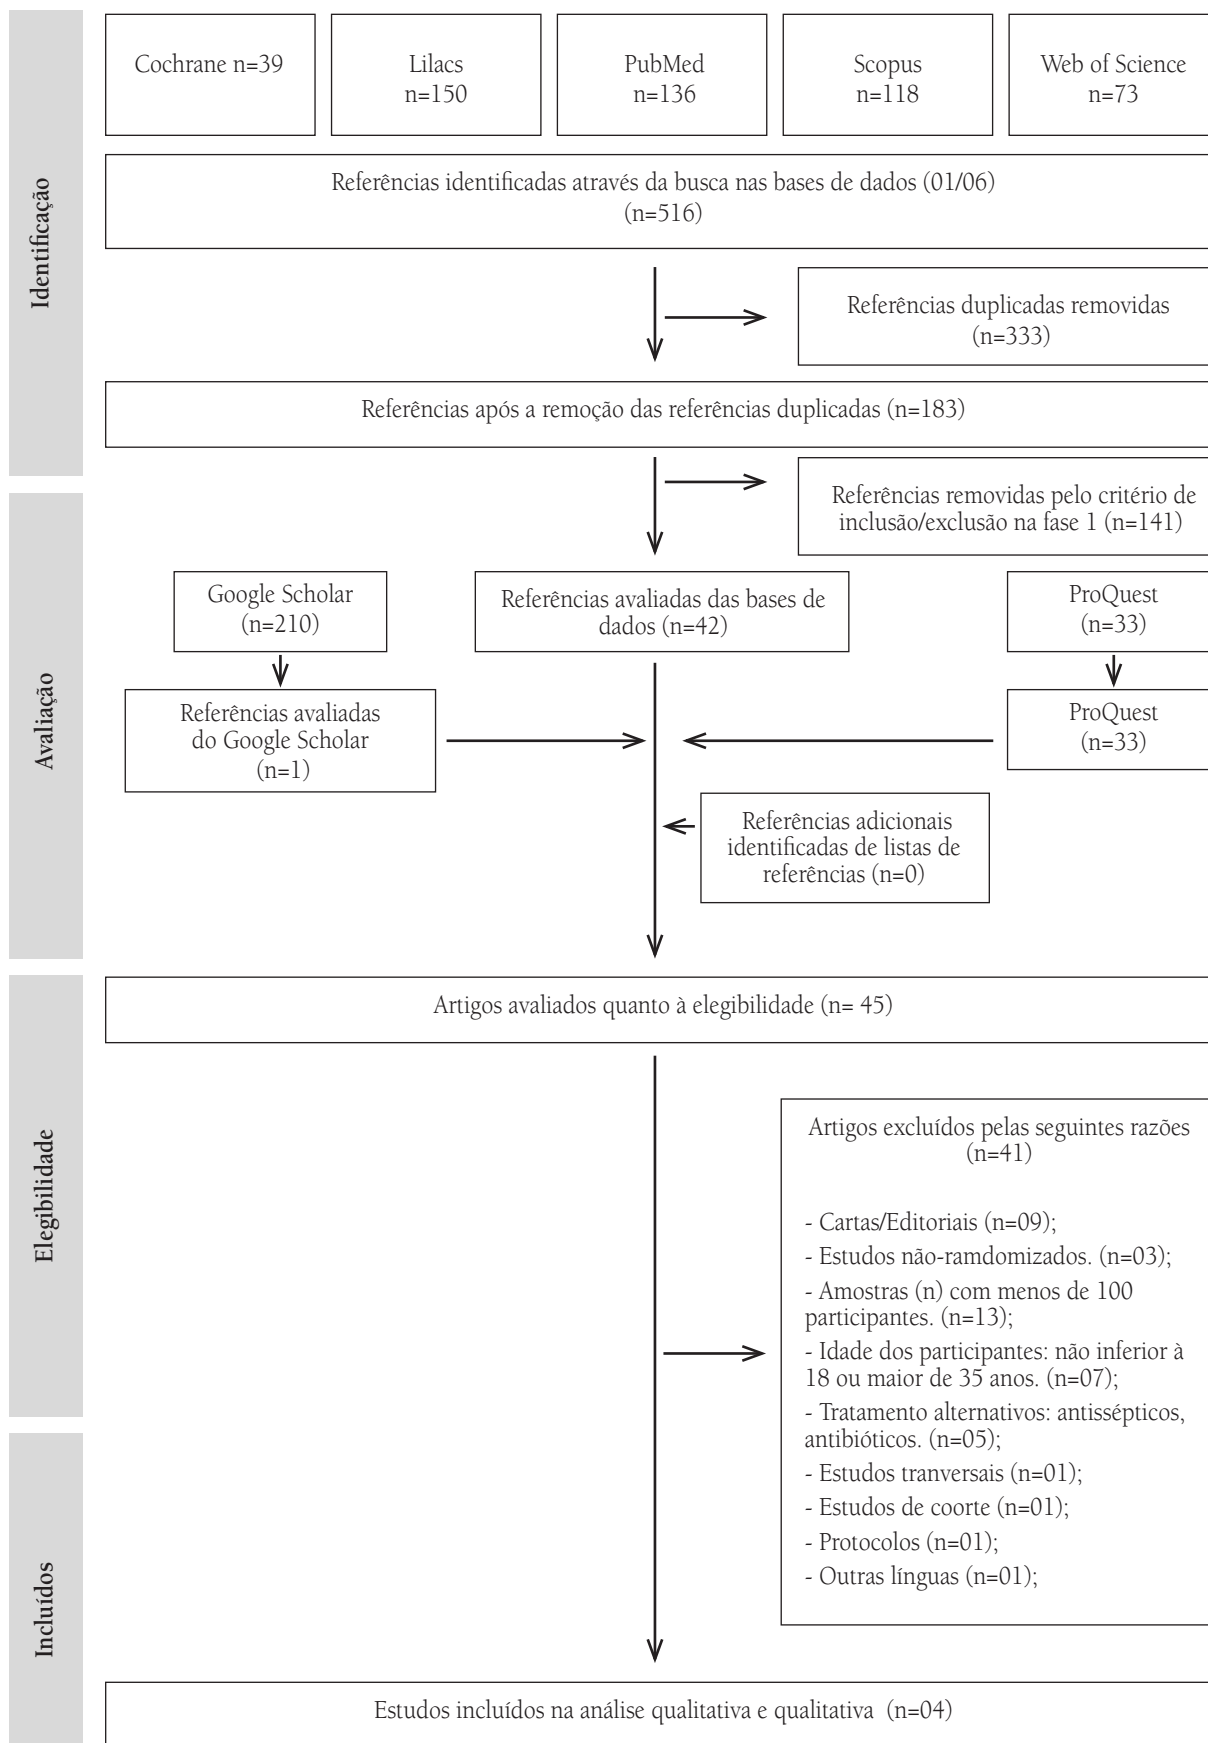 Cochrane n=39
Lilacs
n=150
PubMed
n=136
Scopus
n=118
Web of Science
n=73
Identificação
Referências identificadas através da busca nas bases de dados (01/06)
(n=516)
Referências duplicadas removidas
(n=333)
Referências após a remoção das referências duplicadas (n=183)
Avaliação
Referências removidas pelo critério de
inclusão/exclusão na fase 1 (n=141)
Google Scholar
(n=210)
Referências avaliadas das bases de
dados (n=42)
ProQuest
(n=33)
Referências avaliadas
do Google Scholar
(n=1)
ProQuest
(n=33)
Referências adicionais
identificadas de listas de
referências (n=0)
Elegibilidade
Artigos avaliados quanto à elegibilidade (n= 45)
Artigos excluídos pelas seguintes razões
(n=41)
- Cartas/Editoriais (n=09);
- Estudos não-ramdomizados. (n=03);
- Amostras (n) com menos de 100
participantes. (n=13);
- Idade dos participantes: não inferior à
18 ou maior de 35 anos. (n=07);
- Tratamento alternativos: antissépticos,
antibióticos. (n=05);
- Estudos tranversais (n=01);
- Estudos de coorte (n=01);
- Protocolos (n=01);
- Outras línguas (n=01);
Incluídos
Estudos incluídos na análise qualitativa e qualitativa (n=04)